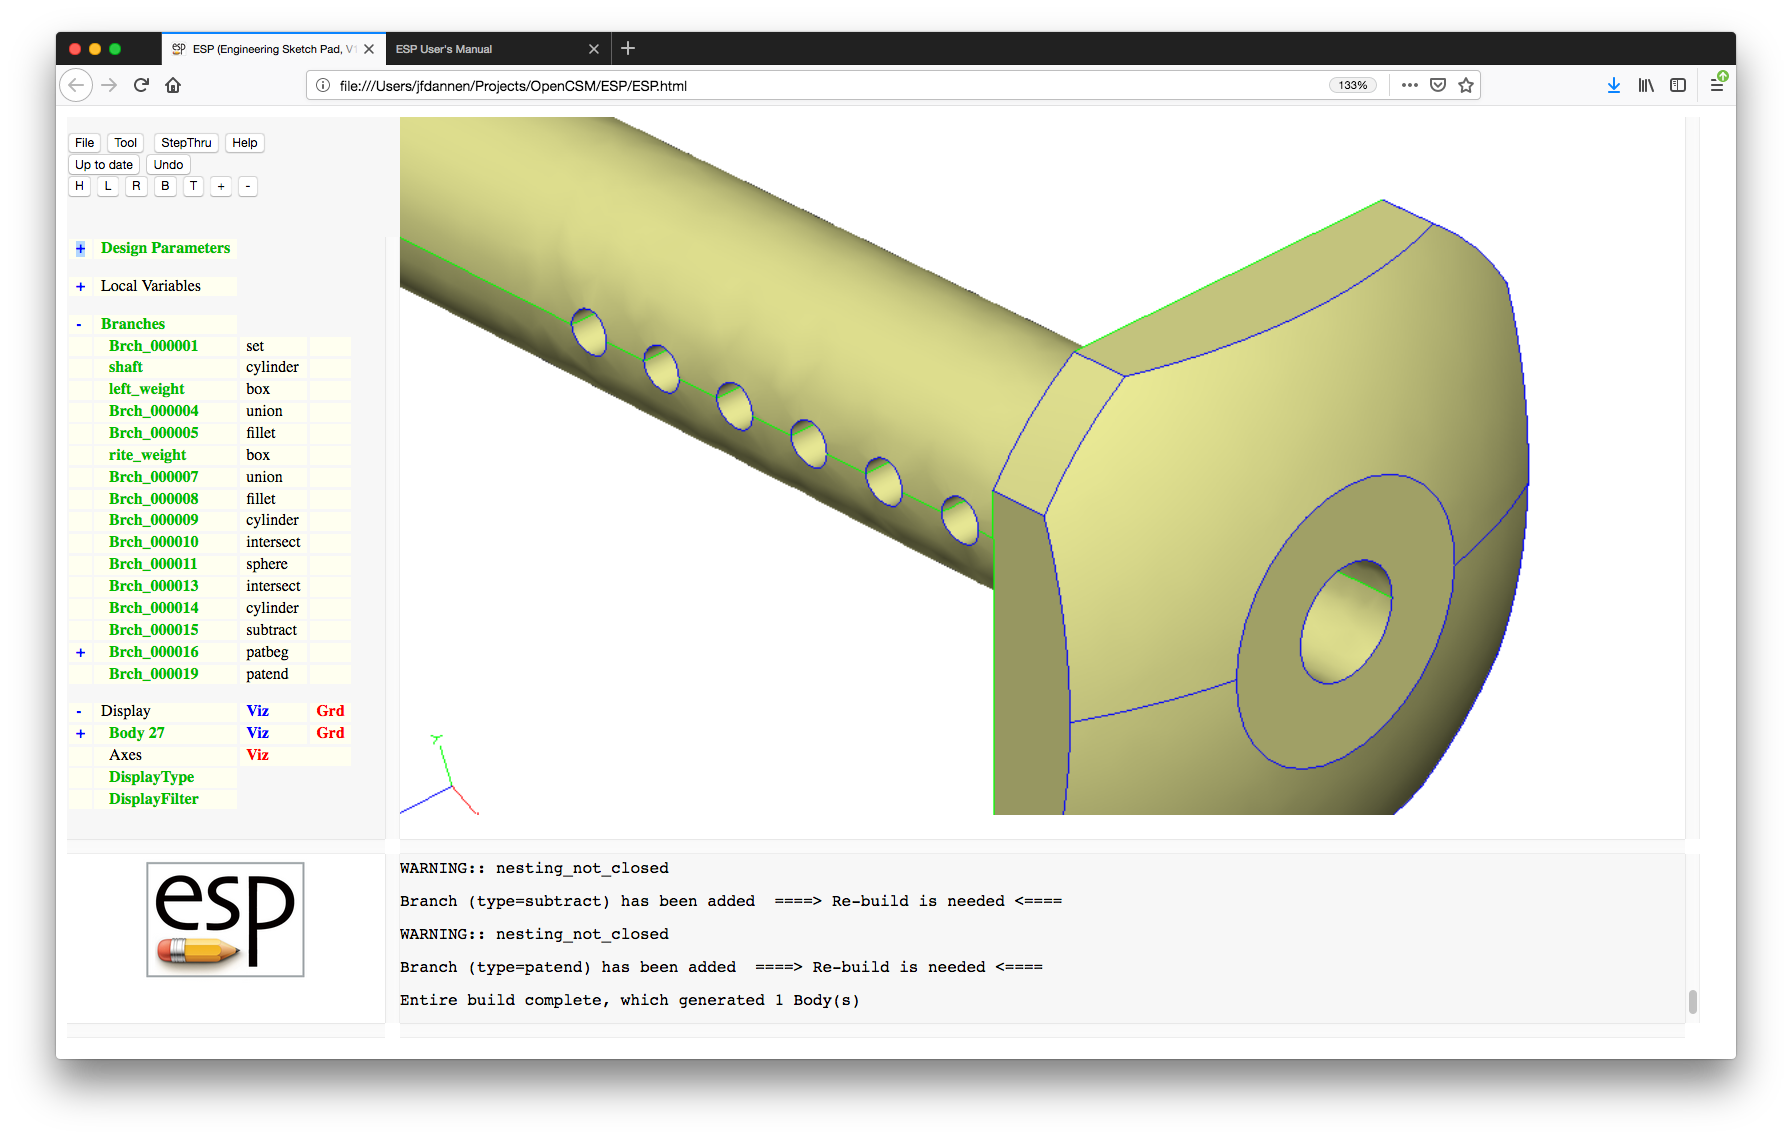 ESP (Engineering Sketch Pad, V1
ESP User's Manual
file:///Users/jfdannen/Projects/OpenCSM/ESP/ESP.html
133%
File Tool StepThru Help
Up to date Undo
H L R B T + -
+ Design Parameters
+ Local Variables
- Branches
Brch_000001 set
shaft cylinder
left_weight box
Brch_000004 union
Brch_000005 fillet
rite_weight box
Brch_000007 union
Brch_000008 fillet
Brch_000009 cylinder
Brch_000010 intersect
Brch_000011 sphere
Brch_000013 intersect
Brch_000014 cylinder
Brch_000015 subtract
+ Brch_000016 patbeg
Brch_000019 patend
- Display Viz Grd
+ Body 27 Viz Grd
Axes Viz
DisplayType
DisplayFilter
Y
esp
WARNING:: nesting_not_closed
Branch (type=subtract) has been added ====> Re-build is needed <====
WARNING:: nesting_not_closed
Branch (type=patend) has been added ====> Re-build is needed <====
Entire build complete, which generated 1 Body(s)